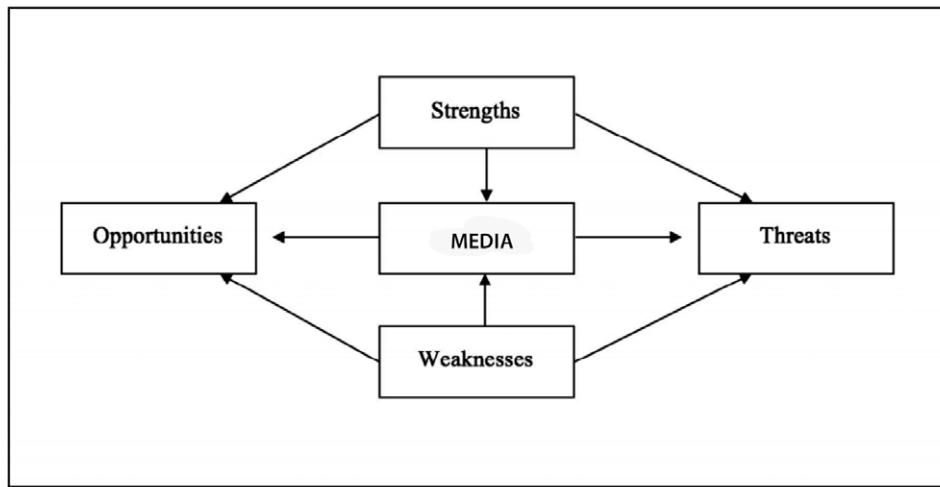 Strengths
Opportunities
MEDIA
Threats
Weaknesses